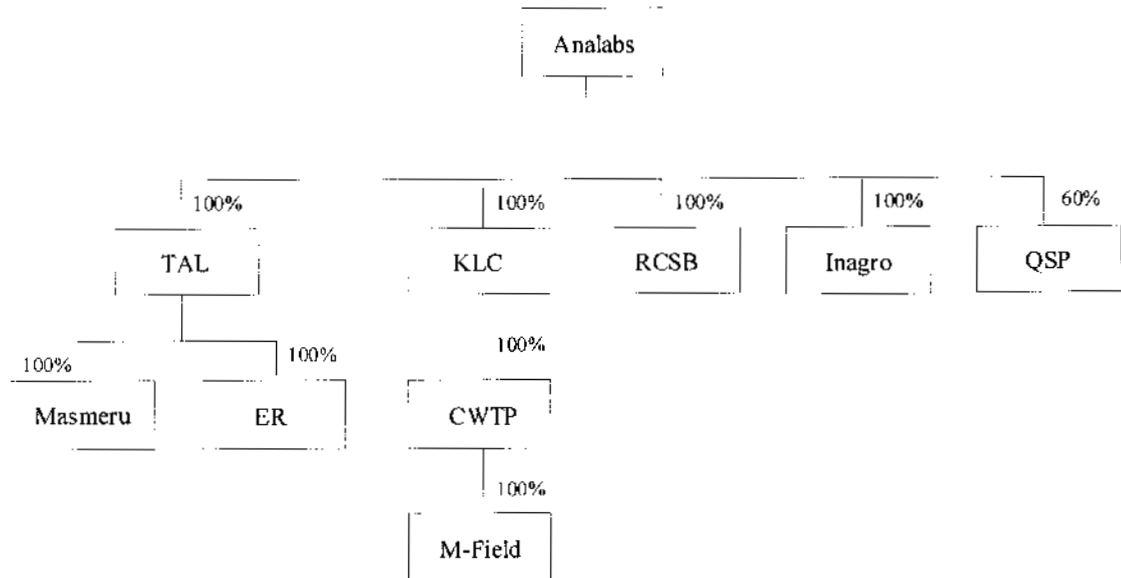 Analabs
100% 100% 100% 100% 60%
TAL KLC RCSB Inagro QSP
100% 100% 100%
Masmeru ER CWTP
100%
M-Field